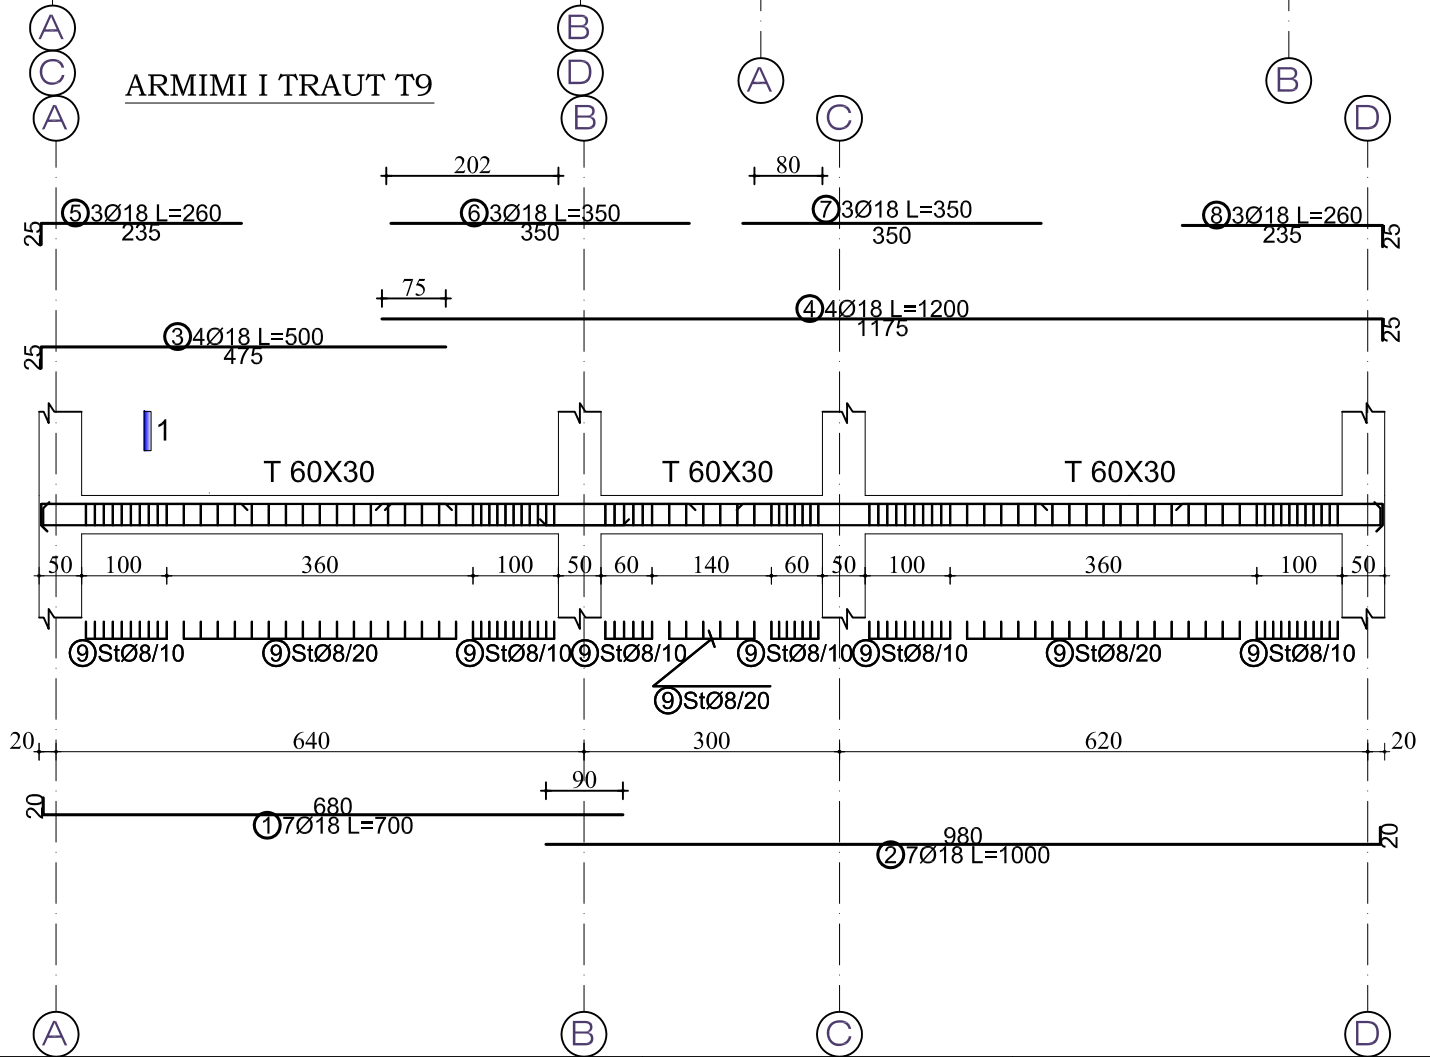 A
B
C
D
ARMIMI I TRAUT T9
A
B
A
B
C
D
202
80
5 3Ø18 L=260
235
25
6 3Ø18 L=350
350
7 3Ø18 L=350
350
8 3Ø18 L=260
235
25
75
4 4Ø18 L=1200
1175
25
3 4Ø18 L=500
475
25
1
T 60X30
T 60X30
T 60X30
50 100 360 100 50 60 140 60 50 100 360 100 50
9 StØ8/10 9 StØ8/20 9 StØ8/10 9 StØ8/10 9 StØ8/10 9 StØ8/10 9 StØ8/20 9 StØ8/10
9 StØ8/20
20 640 300 620 20
90
20
680
1 7Ø18 L=700
980
20
2 7Ø18 L=1000
A B C D